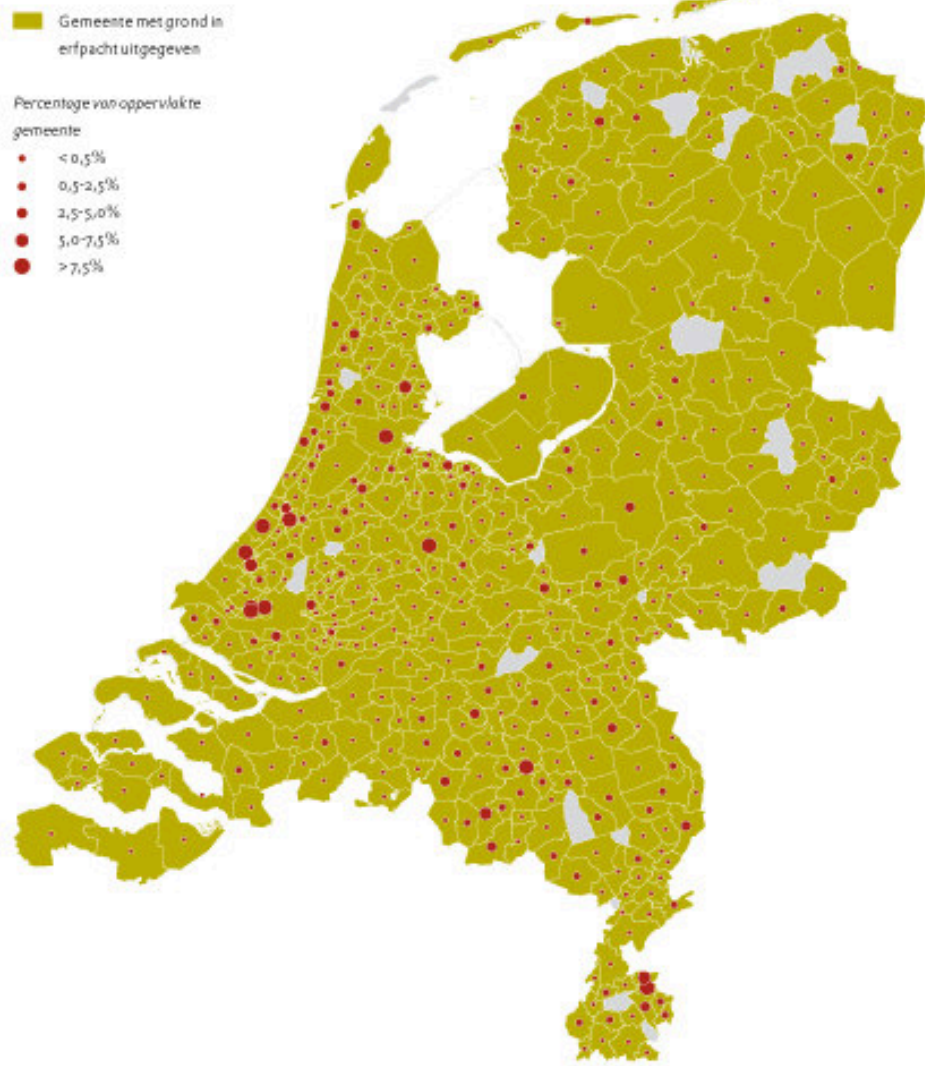 Gemeente met grond in
erfpacht uitgegeven
Percentage van oppervlakte
gemeente
< 0,5%
0,5-2,5%
2,5-5,0%
5,0-7,5%
> 7,5%